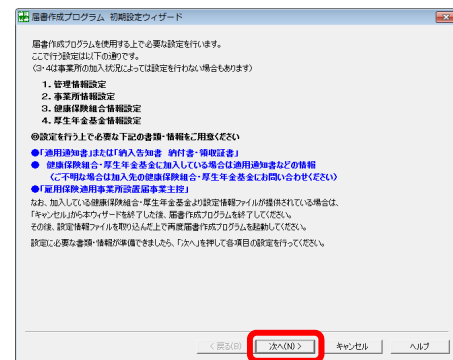 届書作成プログラム 初期設定ウィザード
届書作成プログラムを使用する上で必要な設定を行います。
ここで行う設定は以下の通りです。
(3・4は事業所の加入状況によっては設定を行わない場合もあります)
1. 管理情報設定
2. 事業所情報設定
3. 健康保険組合情報設定
4. 厚生年金基金情報設定
◎設定を行う上で必要な下記の書類・情報をご用意ください
●「適用通知書」または「納入告知書 納付書・領収証書」
● 健康保険組合・厚生年金基金に加入している場合は適用通知書などの情報
(ご不明な場合は加入先の健康保険組合・厚生年金基金にお問い合わせください)
●「雇用保険適用事業所設置届事業主控」
なお、加入している健康保険組合・厚生年金基金より設定情報ファイルが提供されている場合は、
「キャンセル」から本ウィザードを終了した後、届書作成プログラムを終了してください。
その後、設定情報ファイルを取り込んだ上で再度届書作成プログラムを起動してください。
設定に必要な書類・情報が準備できましたら、「次へ」を押して各項目の設定を行ってください。
< 戻る(B) 次へ(N) > キャンセル ヘルプ